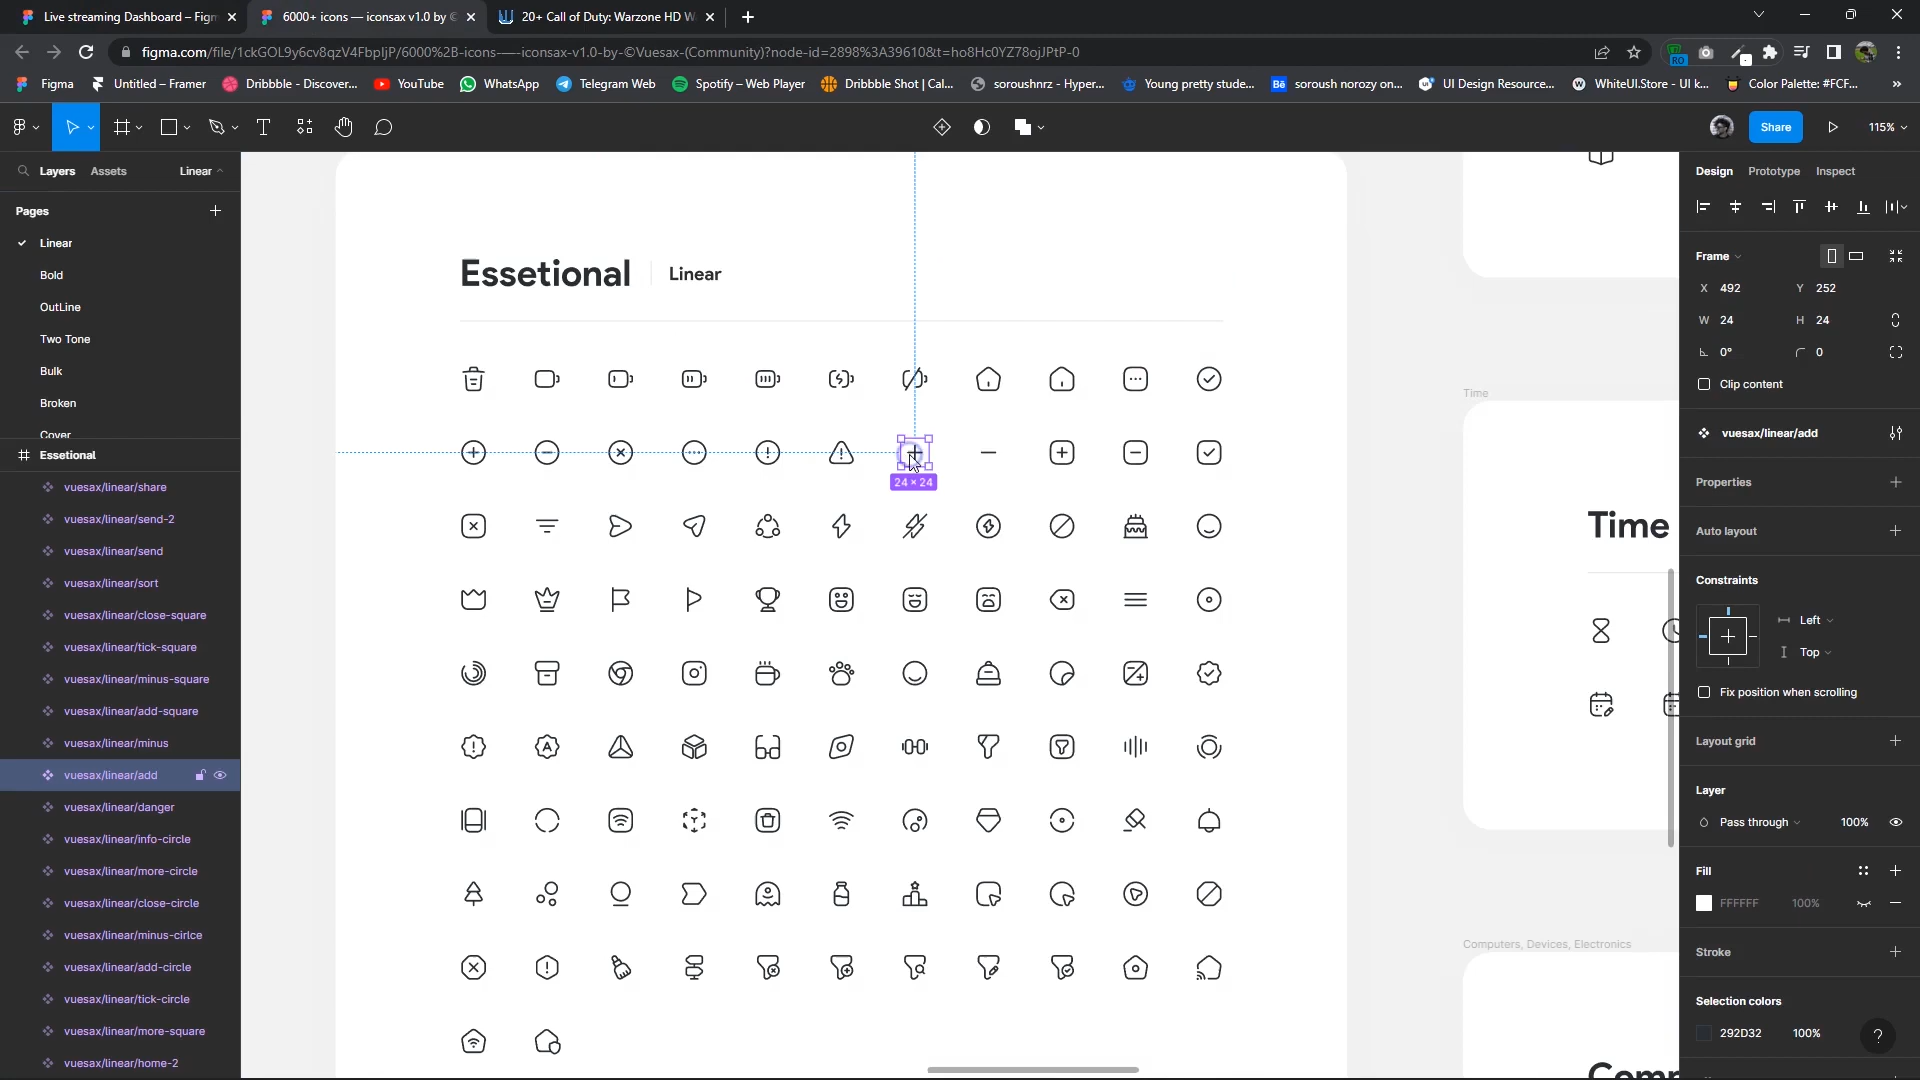 Live streaming Dashboard – Figm
6000+ icons — iconsax v1.0 by ©
20+ Call of Duty: Warzone HD W
figma.com/file/1ckGOL9y6cv8qzV4FbpljP/6000%2B-icons-—-iconsax-v1.0-by-©Vuesax-(Community)?node-id=2898%3A39610&t=ho8Hc0YZ78ojJPtP-0
Figma
Untitled – Framer
Dribbble - Discover...
YouTube
WhatsApp
Telegram Web
Spotify – Web Player
Dribbble Shot | Cal...
soroushnrz - Hyper...
Young pretty stude...
soroush norozy on...
UI Design Resource...
WhiteUI.Store - UI k...
Color Palette: #FCF...
Share
115%
Layers
Assets
Linear
Pages
Linear
Bold
OutLine
Two Tone
Bulk
Broken
Cover
Essetional
vuesax/linear/share
vuesax/linear/send-2
vuesax/linear/send
vuesax/linear/sort
vuesax/linear/close-square
vuesax/linear/tick-square
vuesax/linear/minus-square
vuesax/linear/add-square
vuesax/linear/minus
vuesax/linear/add
vuesax/linear/danger
vuesax/linear/info-circle
vuesax/linear/more-circle
vuesax/linear/close-circle
vuesax/linear/minus-cirlce
vuesax/linear/add-circle
vuesax/linear/tick-circle
vuesax/linear/more-square
vuesax/linear/home-2
Essetional
Linear
24 × 24
Time
Time
Computers, Devices, Electronics
Com
Design
Prototype
Inspect
Frame
X 492
Y 252
W 24
H 24
0°
0
Clip content
vuesax/linear/add
Properties
Auto layout
Constraints
Left
Top
Fix position when scrolling
Layout grid
Layer
Pass through
100%
Fill
FFFFFF
100%
Stroke
Selection colors
292D32
100%
?